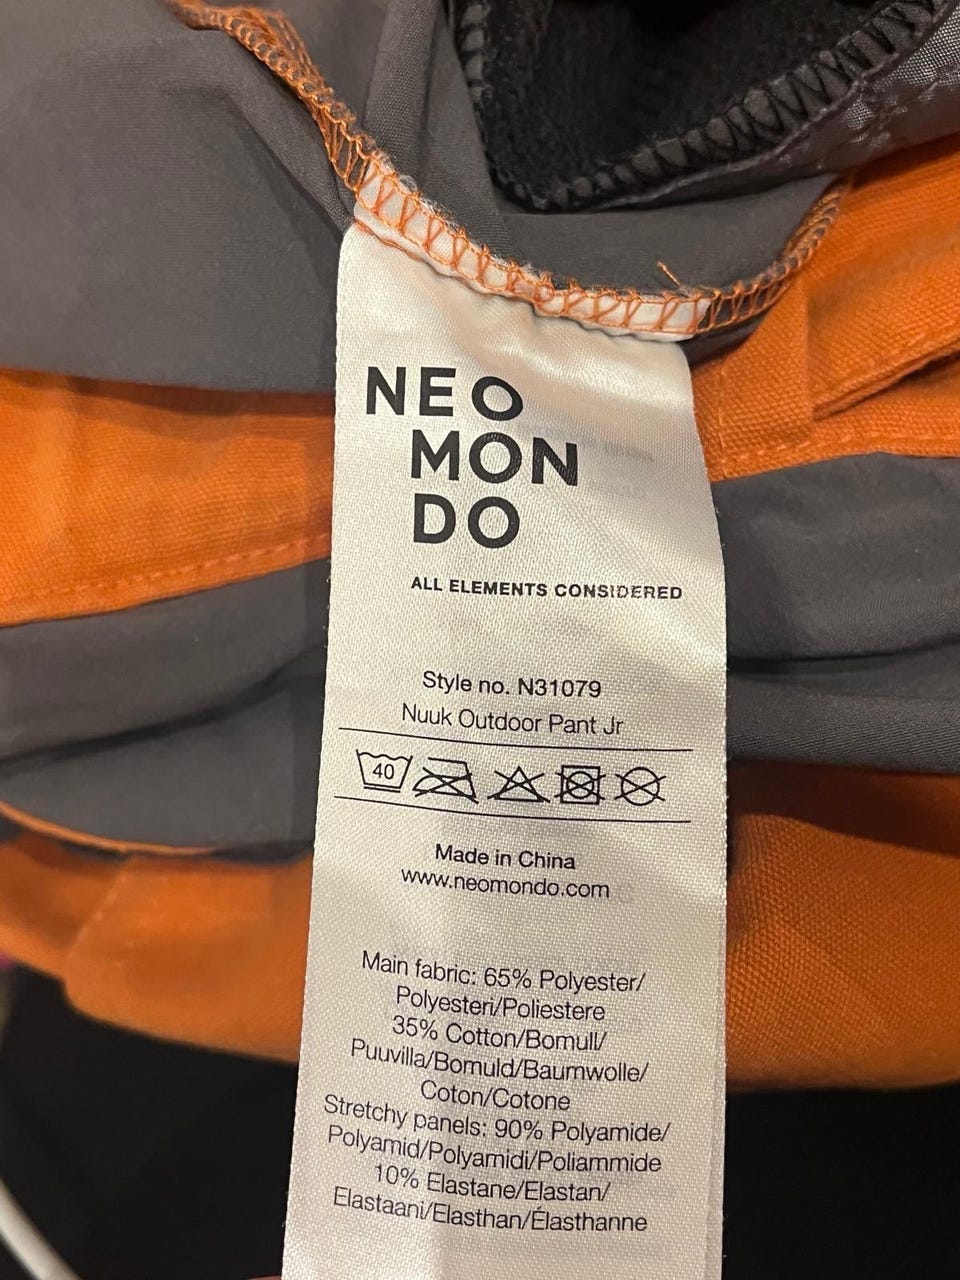 NEO
MON
DO
ALL ELEMENTS CONSIDERED
Style no. N31079
Nuuk Outdoor Pant Jr
40
Made in China
www.neomondo.com
Main fabric: 65% Polyester/
Polyesteri/Poliestere
35% Cotton/Bomull/
Puuvilla/Bomuld/Baumwolle/
Coton/Cotone
Stretchy panels: 90% Polyamide/
Polyamid/Polyamidi/Poliammide
10% Elastane/Elastan/
Elastaani/Elasthan/Élasthanne